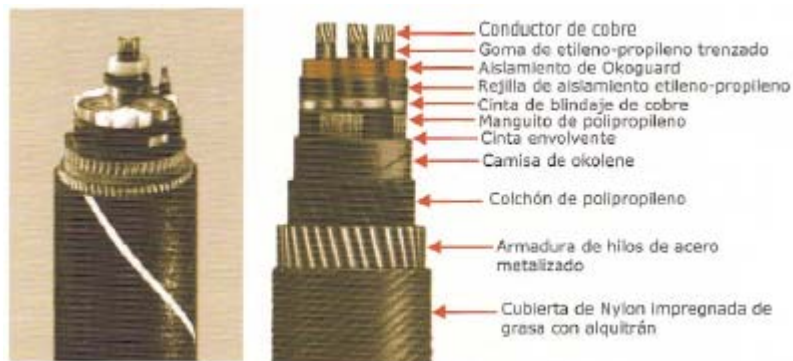 Conductor de cobre
Goma de etileno-propileno trenzado
Aislamiento de Okoguard
Rejilla de aislamiento etileno-propileno
Cinta de blindaje de cobre
Manguito de polipropileno
Cinta envolvente
Camisa de okolene
Colchón de polipropileno
Armadura de hilos de acero
metalizado
Cubierta de Nylon impregnada de
grasa con alquitrán